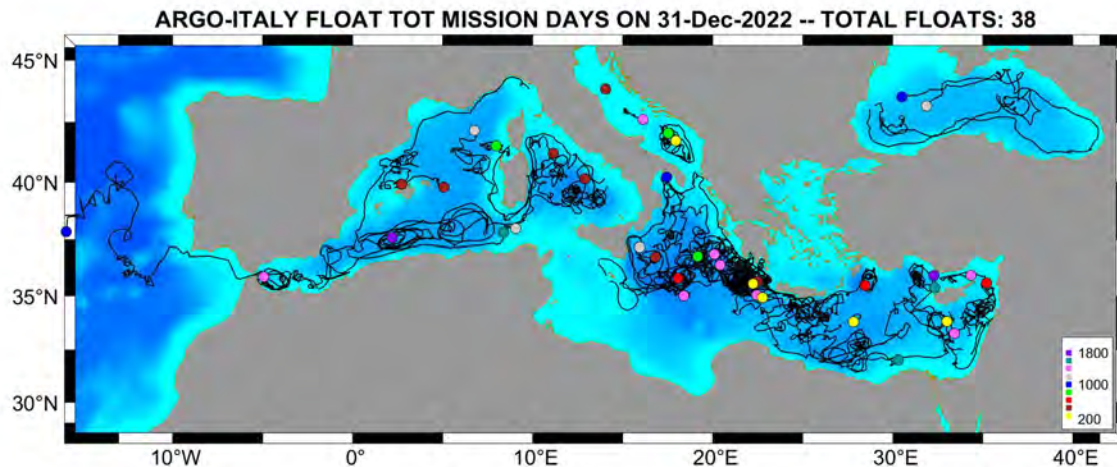 ARGO-ITALY FLOAT TOT MISSION DAYS ON 31-Dec-2022 -- TOTAL FLOATS: 38
45°N
40°N
35°N
30°N
1800
1000
200
10°W
0°E
10°E
20°E
30°E
40°E